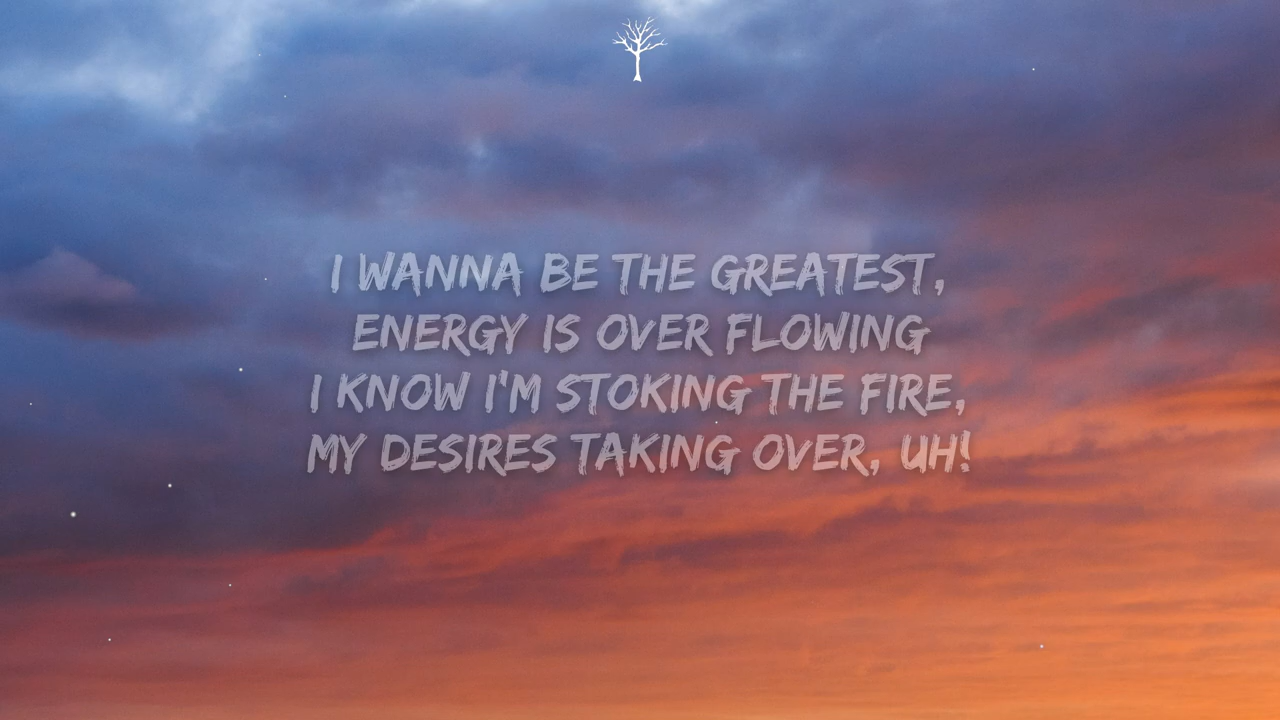 I WANNA BE THE GREATEST,
ENERGY IS OVER FLOWING
I KNOW I'M STOKING THE FIRE,
MY DESIRES TAKING OVER, UH!